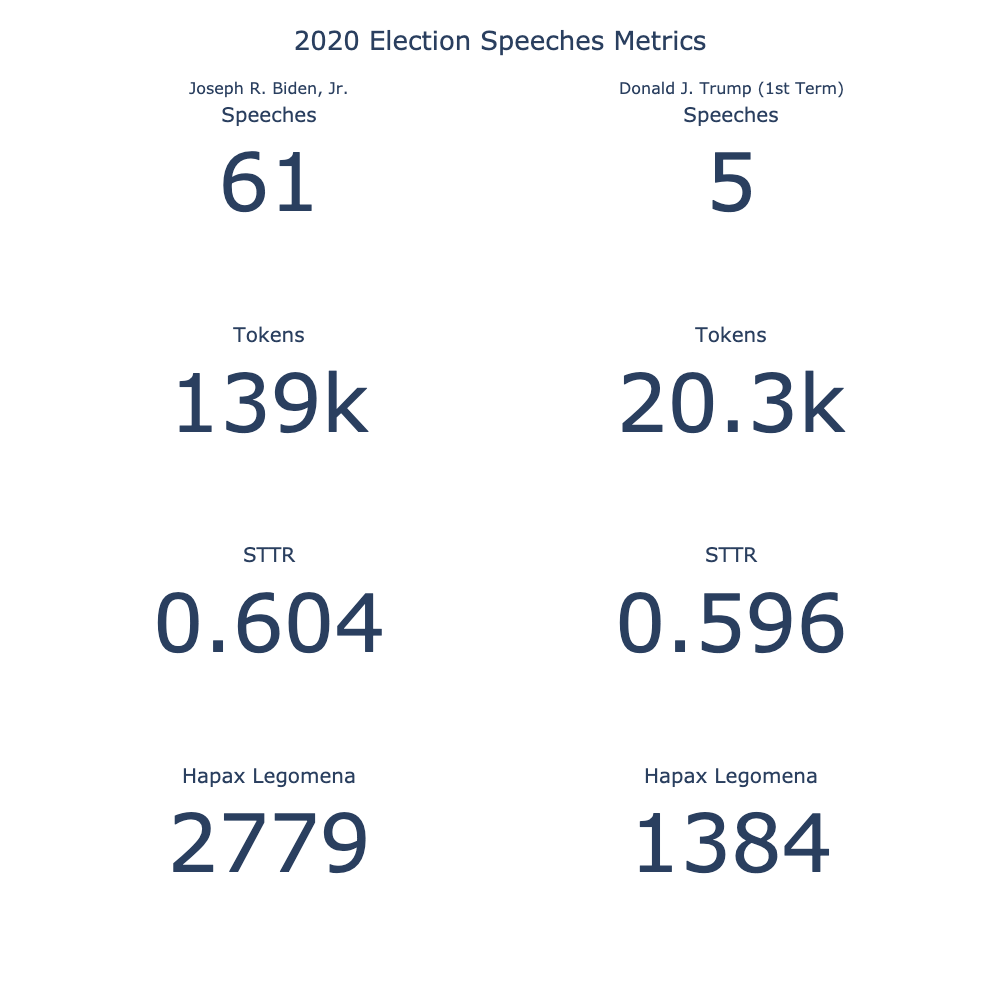 2020 Election Speeches Metrics
Joseph R. Biden, Jr.
Speeches
61
Donald J. Trump (1st Term)
Speeches
5
Tokens
139k
Tokens
20.3k
STTR
0.604
STTR
0.596
Hapax Legomena
2779
Hapax Legomena
1384